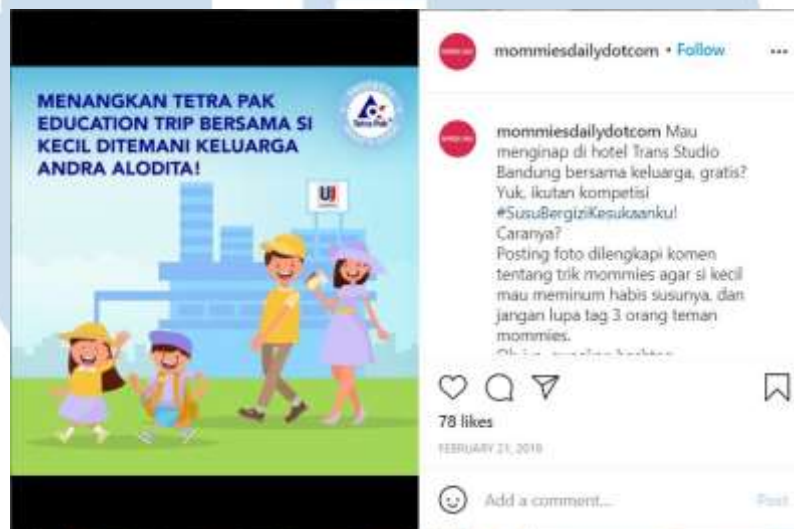 MENANGKAN TETRA PAK
EDUCATION TRIP BERSAMA SI
KECIL DITEMANI KELUARGA
ANDRA ALODITA!
Tetra Pak
mommiesdailydotcom • Follow
mommiesdailydotcom Mau
menginap di hotel Trans Studio
Bandung bersama keluarga, gratis?
Yuk, ikutan kompetisi
#SusuBergiziKesukaanku!
Caranya?
Posting foto dilengkapi komen
tentang trik mommies agar si kecil
mau meminum habis susunya, dan
jangan lupa tag 3 orang teman
mommies.
78 likes
FEBRUARY 21,
Add a comment...
Post